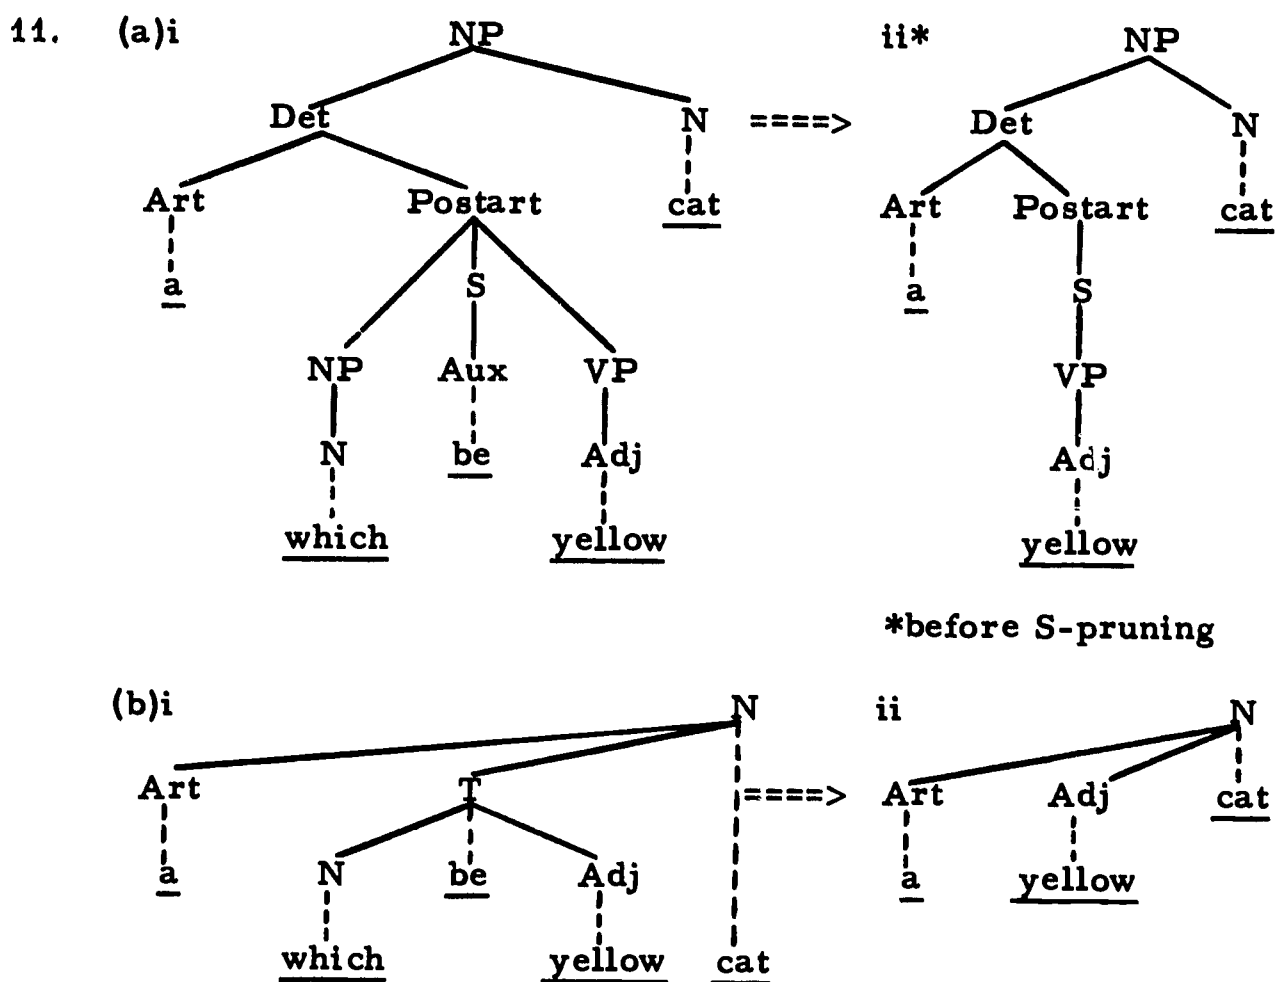 11. (a)i NP ii* NP
Det N ====> Det N
Art Postart cat Art Postart cat
a S a S
NP Aux VP VP
N be Adj Adj
which yellow yellow
*before S-pruning
(b)i N ii N
Art T ====> Art Adj cat
a N be Adj a yellow
which yellow cat